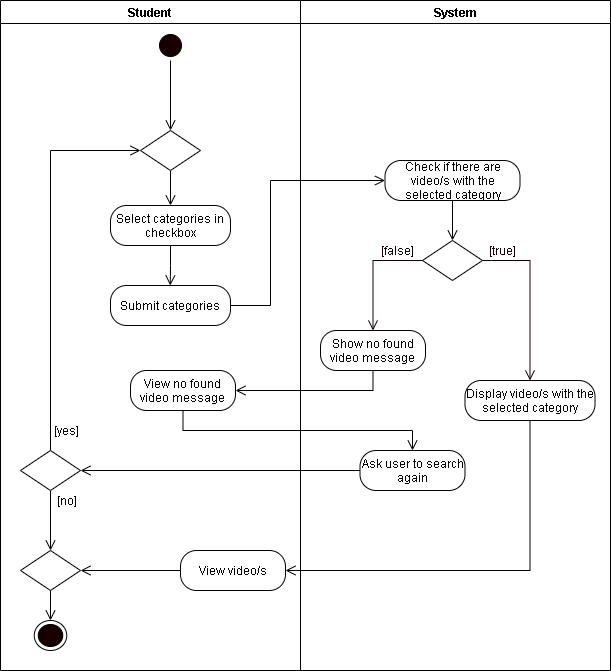 Student
System
Check if there are
video/s with the
selected category
Select categories in
checkbox
[false]
[true]
Submit categories
Show no found
video message
View no found
video message
Display video/s with the
selected category
[yes]
Ask user to search
again
[no]
View video/s